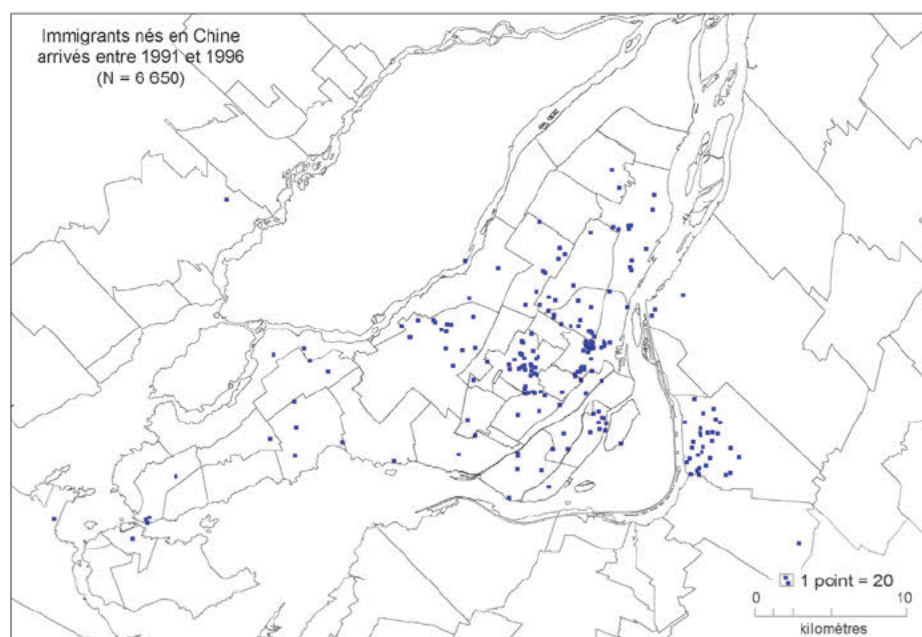 Immigrants nés en Chine
arrivés entre 1991 et 1996
(N = 6 650)
1 point = 20
0 10
kilomètres